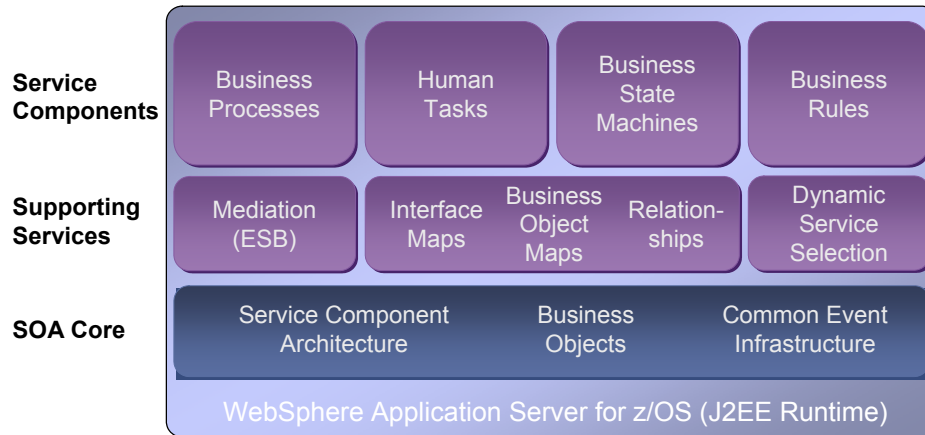 Service
Components
Business
Processes
Human
Tasks
Business
State
Machines
Business
Rules
Supporting
Services
Mediation
(ESB)
Interface
Maps
Business
Object
Maps
Relation-
ships
Dynamic
Service
Selection
SOA Core
Service Component
Architecture
Business
Objects
Common Event
Infrastructure
WebSphere Application Server for z/OS (J2EE Runtime)